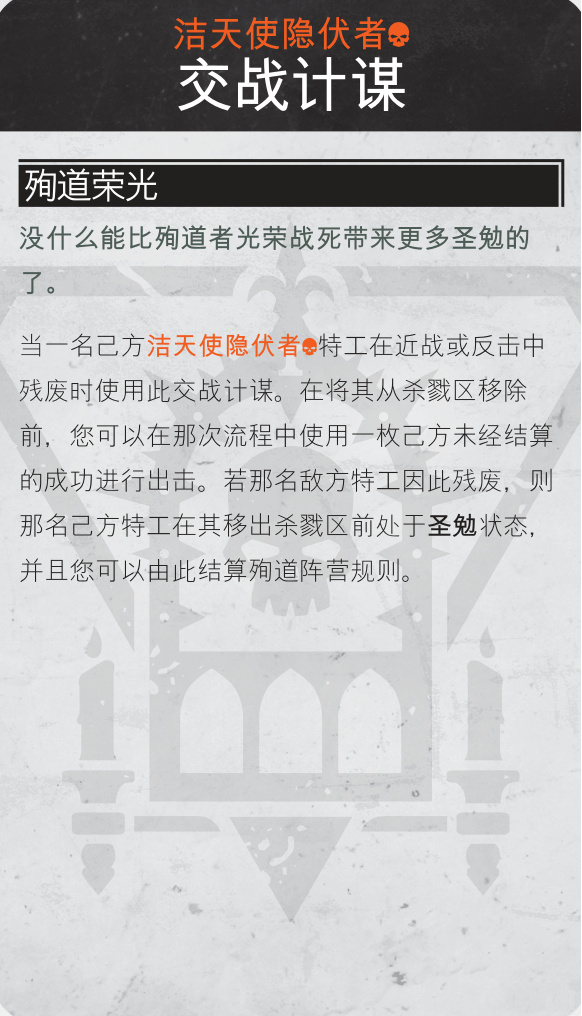 洁天使隐伏者
交战计谋
殉道荣光
没什么能比殉道者光荣战死带来更多圣勉的
了。
当一名己方洁天使隐伏者特工在近战或反击中
残废时使用此交战计谋。在将其从杀戮区移除
前，您可以在那次流程中使用一枚己方未经结算
的成功进行出击。若那名敌方特工因此残废，则
那名己方特工在其移出杀戮区前处于圣勉状态，
并且您可以由此结算殉道阵营规则。